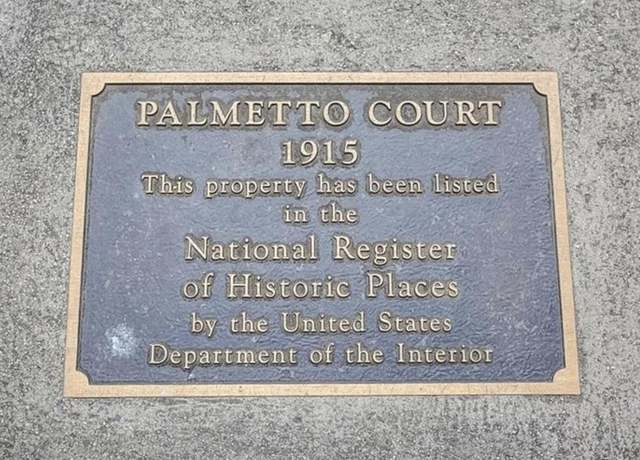 PALMETTO COURT
1915
This property has been listed
in the
National Register
of Historic Places
by the United States
Department of the Interior